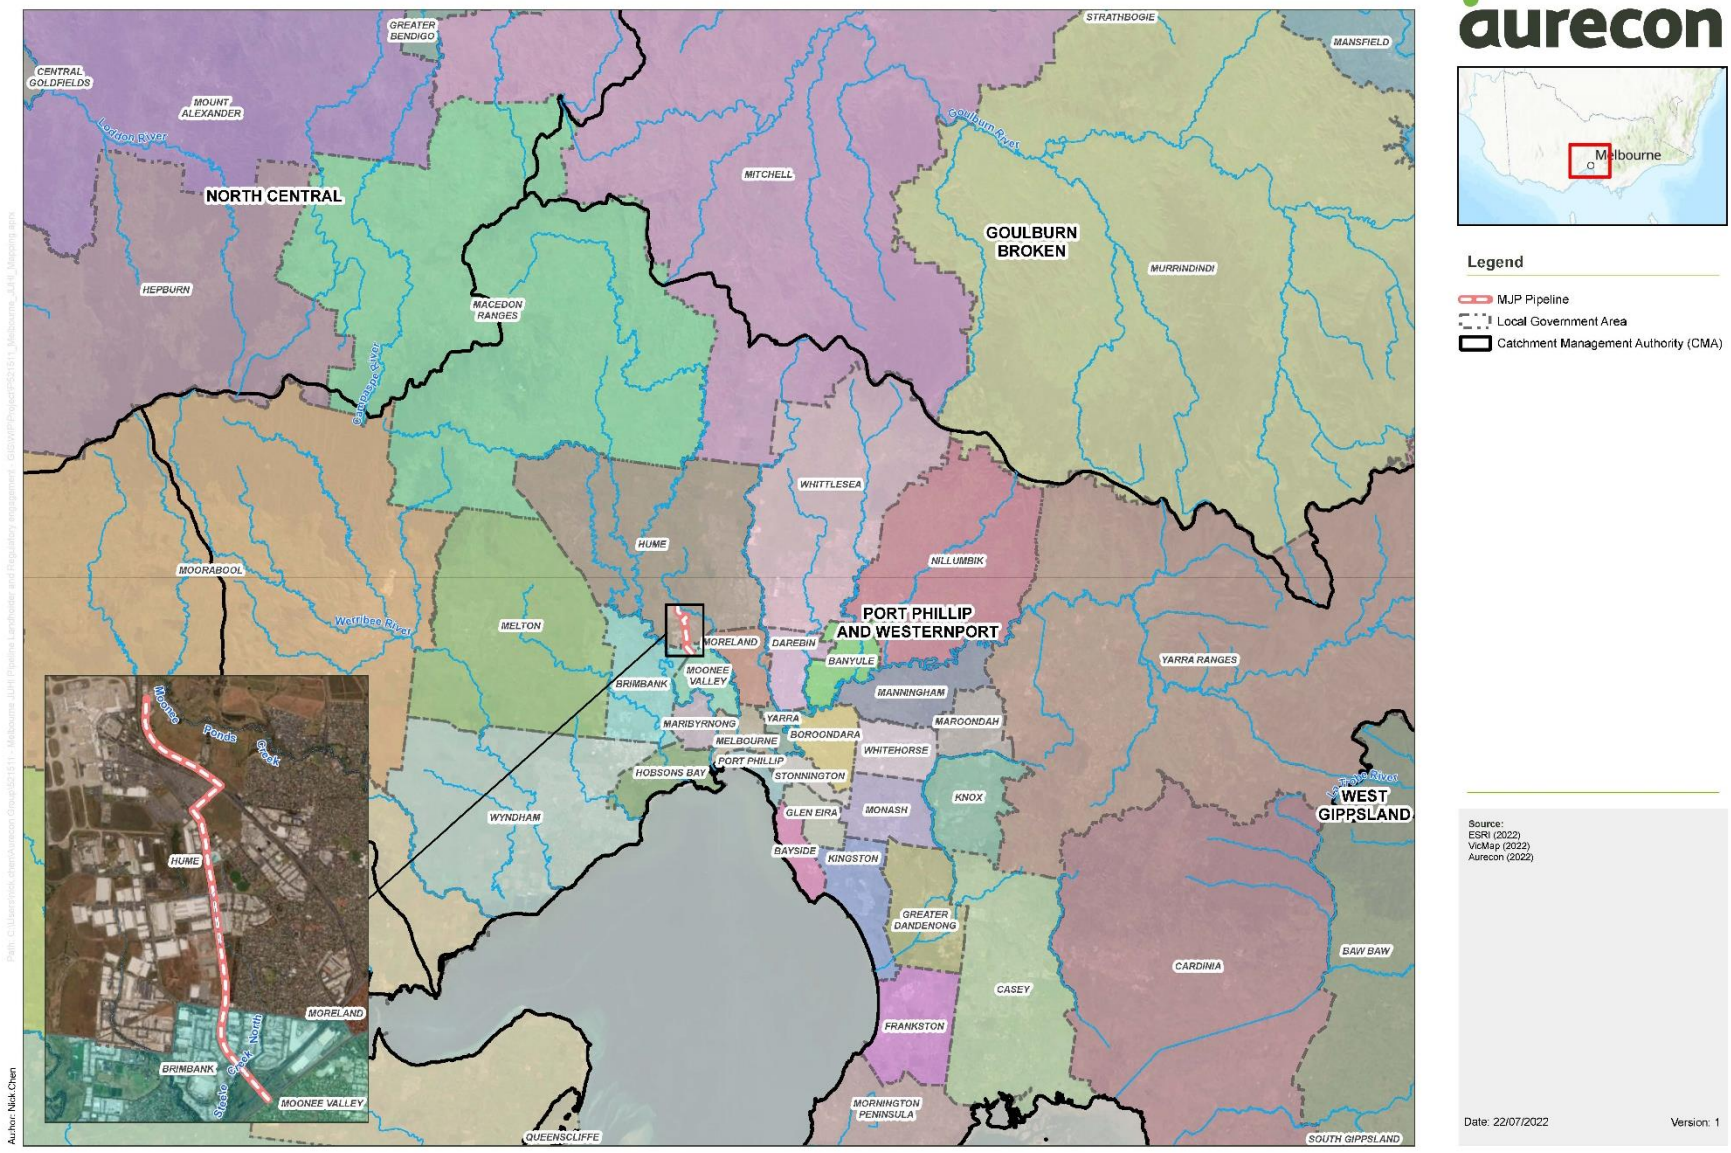 aurecon
GREATER
BENDIGO
STRATHBOGIE
MANSFIELD
CENTRAL
GOLDFIELDS
MOUNT
ALEXANDER
Loddon River
Goulburn River
MITCHELL
NORTH CENTRAL
GOULBURN
BROKEN
MURRINDINDI
HEPBURN
MACEDON
RANGES
Campaspe River
WHITTLESEA
HUME
NILLUMBIK
MOORABOOL
Werribee River
MELTON
PORT PHILLIP
AND WESTERNPORT
MORELAND
DAREBIN
BANYULE
YARRA RANGES
MOONEE
VALLEY
BRIMBANK
MANNINGHAM
MARIBYRNONG
YARRA
MAROONDAH
MELBOURNE
BOROONDARA
WHITEHORSE
PORT PHILLIP
HOBSONS BAY
STONNINGTON
La Trobe River
WEST
GIPPSLAND
KNOX
GLEN EIRA
MONASH
WYNDHAM
BAYSIDE
KINGSTON
GREATER
DANDENONG
BAW BAW
CARDINIA
CASEY
FRANKSTON
MORNINGTON
PENINSULA
QUEENSCLIFFE
SOUTH GIPPSLAND
Moonee
Ponds
Creek
HUME
MORELAND
BRIMBANK
Steele Creek North
MOONEE VALLEY
Melbourne
Legend
MJP Pipeline
Local Government Area
Catchment Management Authority (CMA)
Source:
ESRI (2022)
VicMap (2022)
Aurecon (2022)
Date: 22/07/2022
Version: 1
Author: Nick.Chen